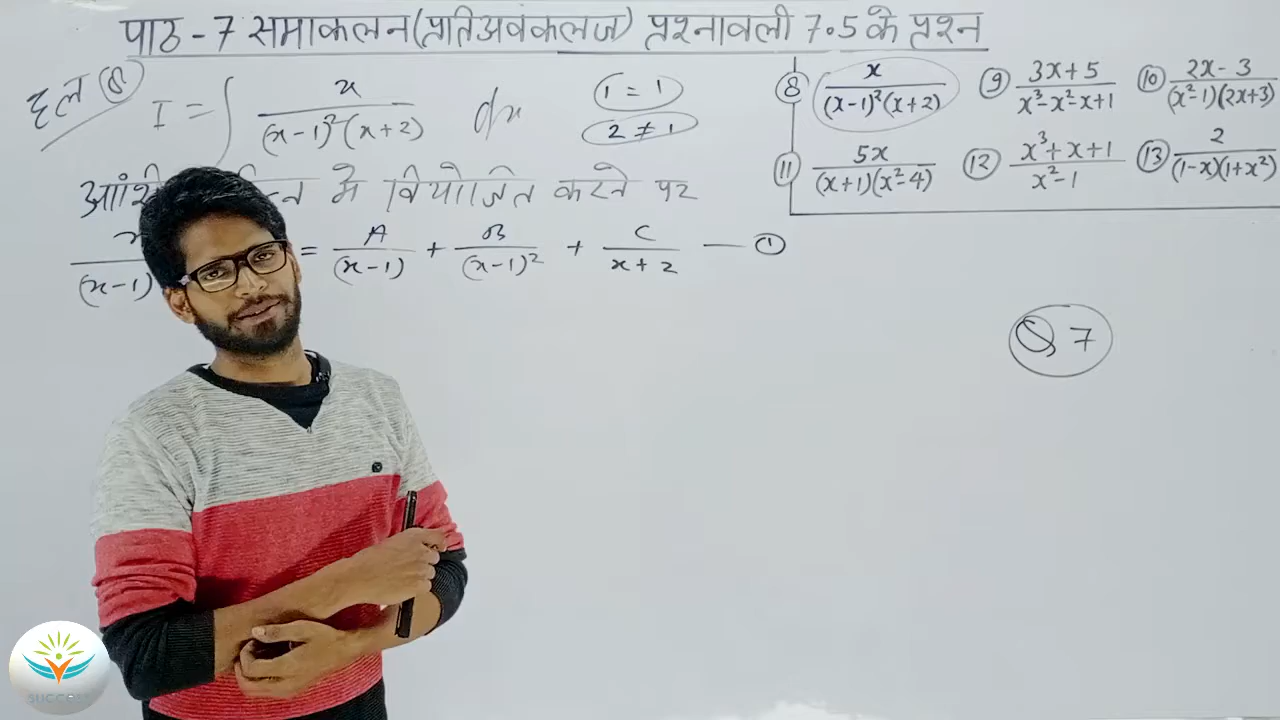 पाठ - 7 समाकलन (प्रतिअवकलज) प्रश्नावली 7.5 के प्रश्न
हल ⑧ I = ∫ x/((x-1)²(x+2)) dx
1 = 1
2 ≠ 1
आंशि न मे वियोजित करने पर
(x-1) = A/(x-1) + B/(x-1)² + C/(x+2) — ①
⑧ x/((x-1)²(x+2)) ⑨ (3x+5)/(x³-x²-x+1) ⑩ (2x-3)/((x²-1)(2x+3))
⑪ 5x/((x+1)(x²-4)) ⑫ (x³+x+1)/(x²-1) ⑬ 2/((1-x)(1+x²))
Q 7